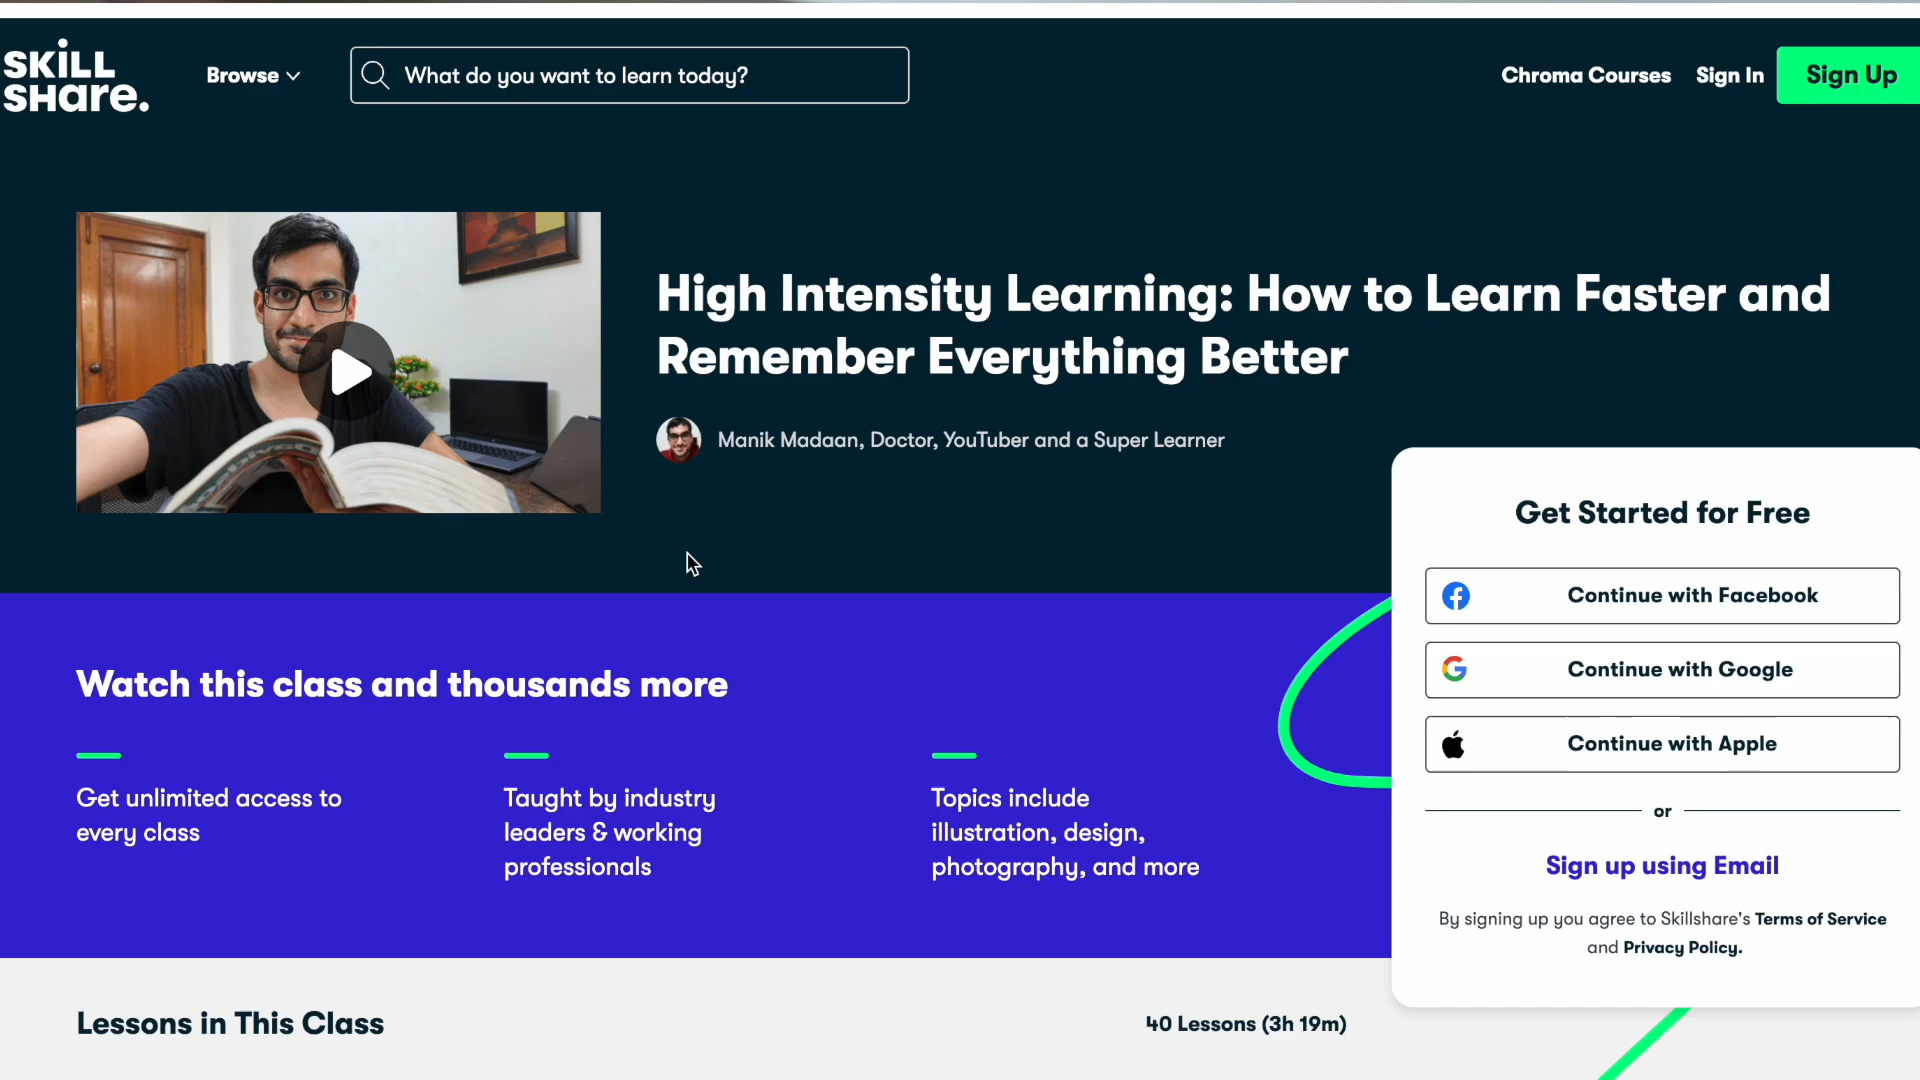 SKILL
SHare.
Browse
What do you want to learn today?
Chroma Courses
Sign In
Sign Up
High Intensity Learning: How to Learn Faster and
Remember Everything Better
Manik Madaan, Doctor, YouTuber and a Super Learner
Get Started for Free
Continue with Facebook
Continue with Google
Continue with Apple
or
Sign up using Email
By signing up you agree to Skillshare's Terms of Service
and Privacy Policy.
Watch this class and thousands more
Get unlimited access to
every class
Taught by industry
leaders & working
professionals
Topics include
illustration, design,
photography, and more
Lessons in This Class
40 Lessons (3h 19m)